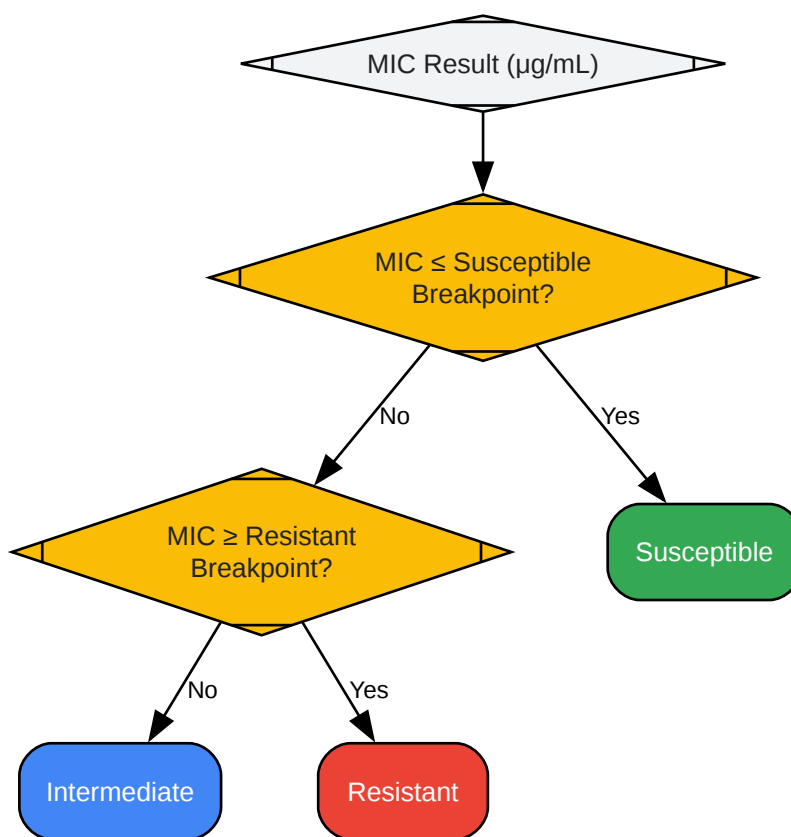 MIC Result (µg/mL)
MIC ≤ Susceptible
Breakpoint?
No
Yes
MIC ≥ Resistant
Breakpoint?
Susceptible
No
Yes
Intermediate
Resistant